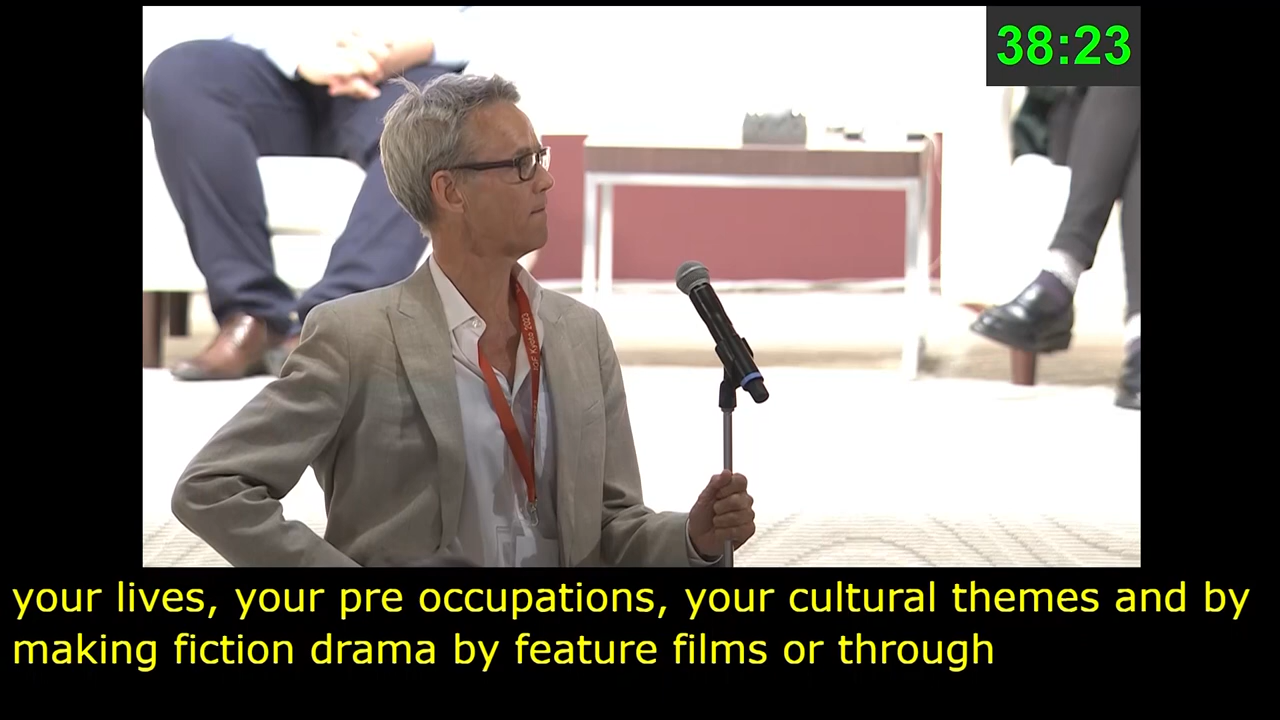 38:23
your lives, your pre occupations, your cultural themes and by
making fiction drama by feature films or through